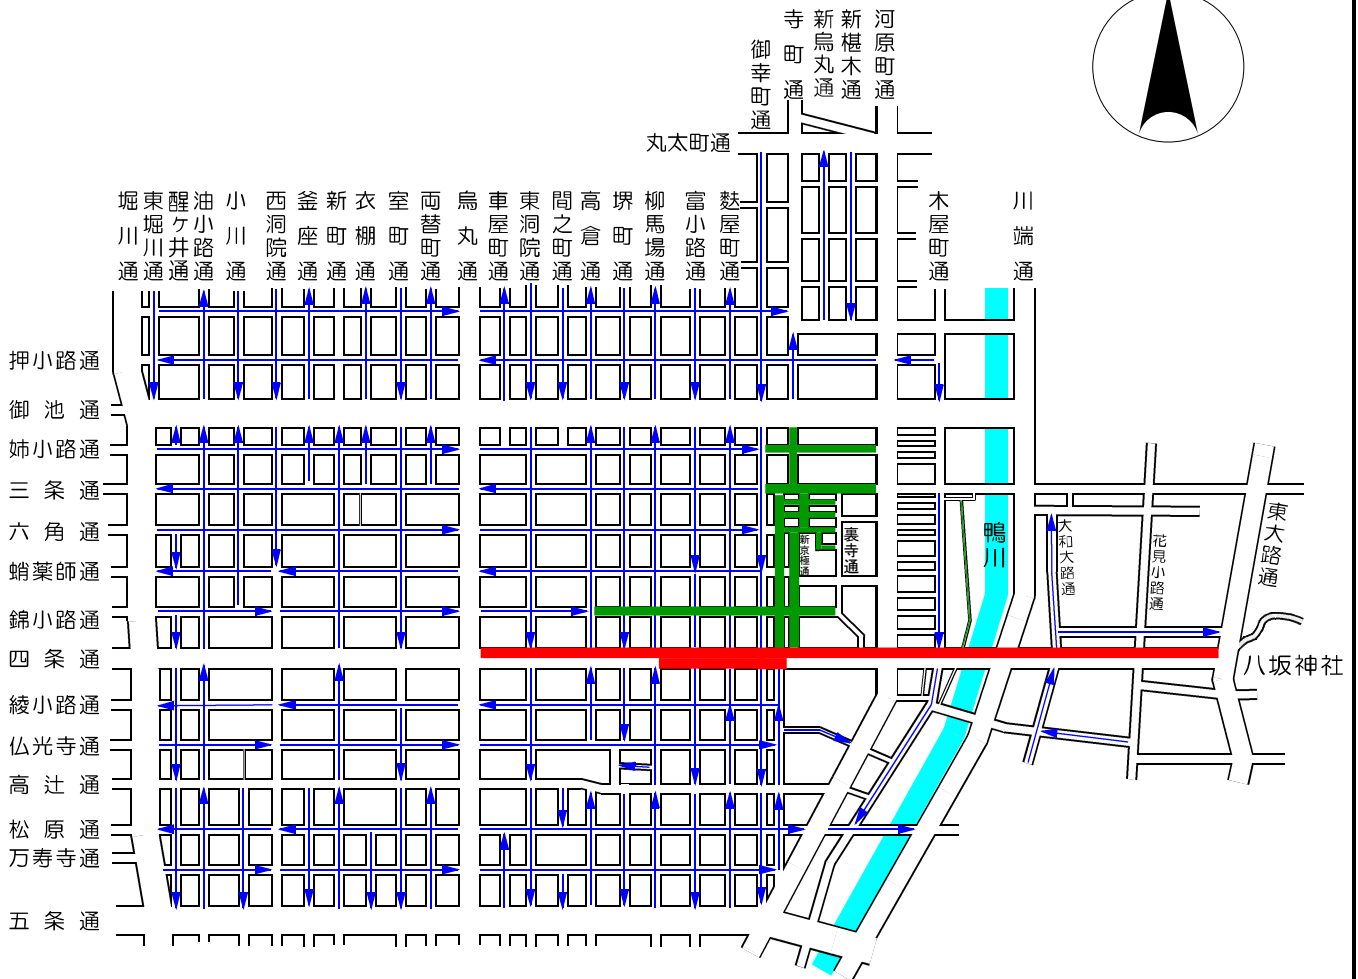 寺町通
新烏丸通
新椹木通
河原町通
御幸町通
丸太町通
堀川通
東堀川通
醒ヶ井通
油小路通
小川通
西洞院通
釜座通
新町通
衣棚通
室町通
両替町通
烏丸通
車屋町通
東洞院通
間之町通
高倉通
堺町通
柳馬場通
富小路通
麩屋町通
木屋町通
川端通
押小路通
御池通
姉小路通
三条通
六角通
蛸薬師通
錦小路通
四条通
綾小路通
仏光寺通
高辻通
松原通
万寿寺通
五条通
新京極通
裏寺通
鴨川
大和大路通
花見小路通
東大路通
八坂神社